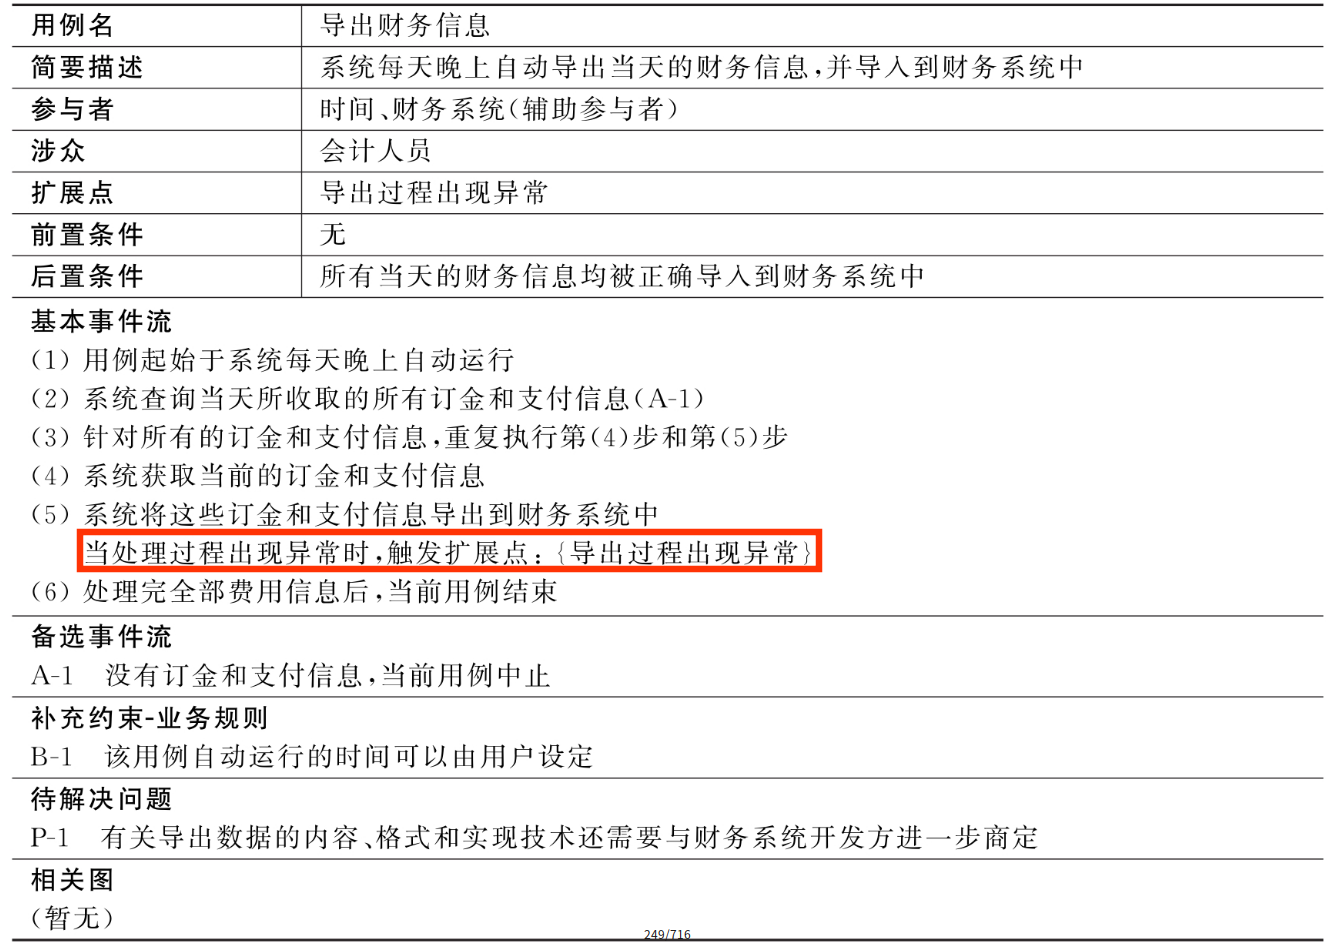 用例名 导出财务信息
简要描述 系统每天晚上自动导出当天的财务信息,并导入到财务系统中
参与者 时间、财务系统(辅助参与者)
涉众 会计人员
扩展点 导出过程出现异常
前置条件 无
后置条件 所有当天的财务信息均被正确导入到财务系统中
基本事件流
(1) 用例起始于系统每天晚上自动运行
(2) 系统查询当天所收取的所有订金和支付信息(A-1)
(3) 针对所有的订金和支付信息,重复执行第(4)步和第(5)步
(4) 系统获取当前的订金和支付信息
(5) 系统将这些订金和支付信息导出到财务系统中
当处理过程出现异常时,触发扩展点:{导出过程出现异常}
(6) 处理完全部费用信息后,当前用例结束
备选事件流
A-1 没有订金和支付信息,当前用例中止
补充约束-业务规则
B-1 该用例自动运行的时间可以由用户设定
待解决问题
P-1 有关导出数据的内容、格式和实现技术还需要与财务系统开发方进一步商定
相关图
(暂无)
249/716